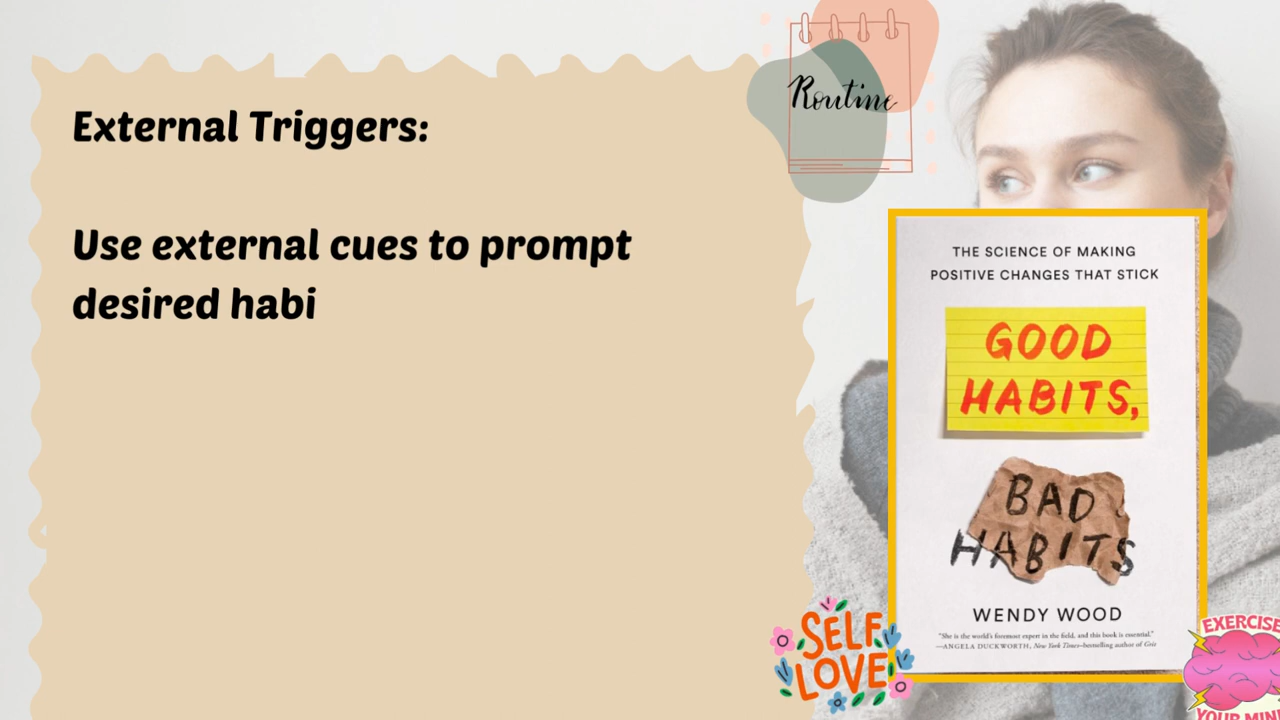 External Triggers:
Use external cues to prompt
desired habi
Routine
THE SCIENCE OF MAKING
POSITIVE CHANGES THAT STICK
GOOD
HABITS,
BAD
HABITS
WENDY WOOD
"She is the world's foremost expert in the field, and this book is essential."
—ANGELA DUCKWORTH, New York Times–bestselling author of Grit
SELF
LOVE
EXERCISE
YOUR MIND